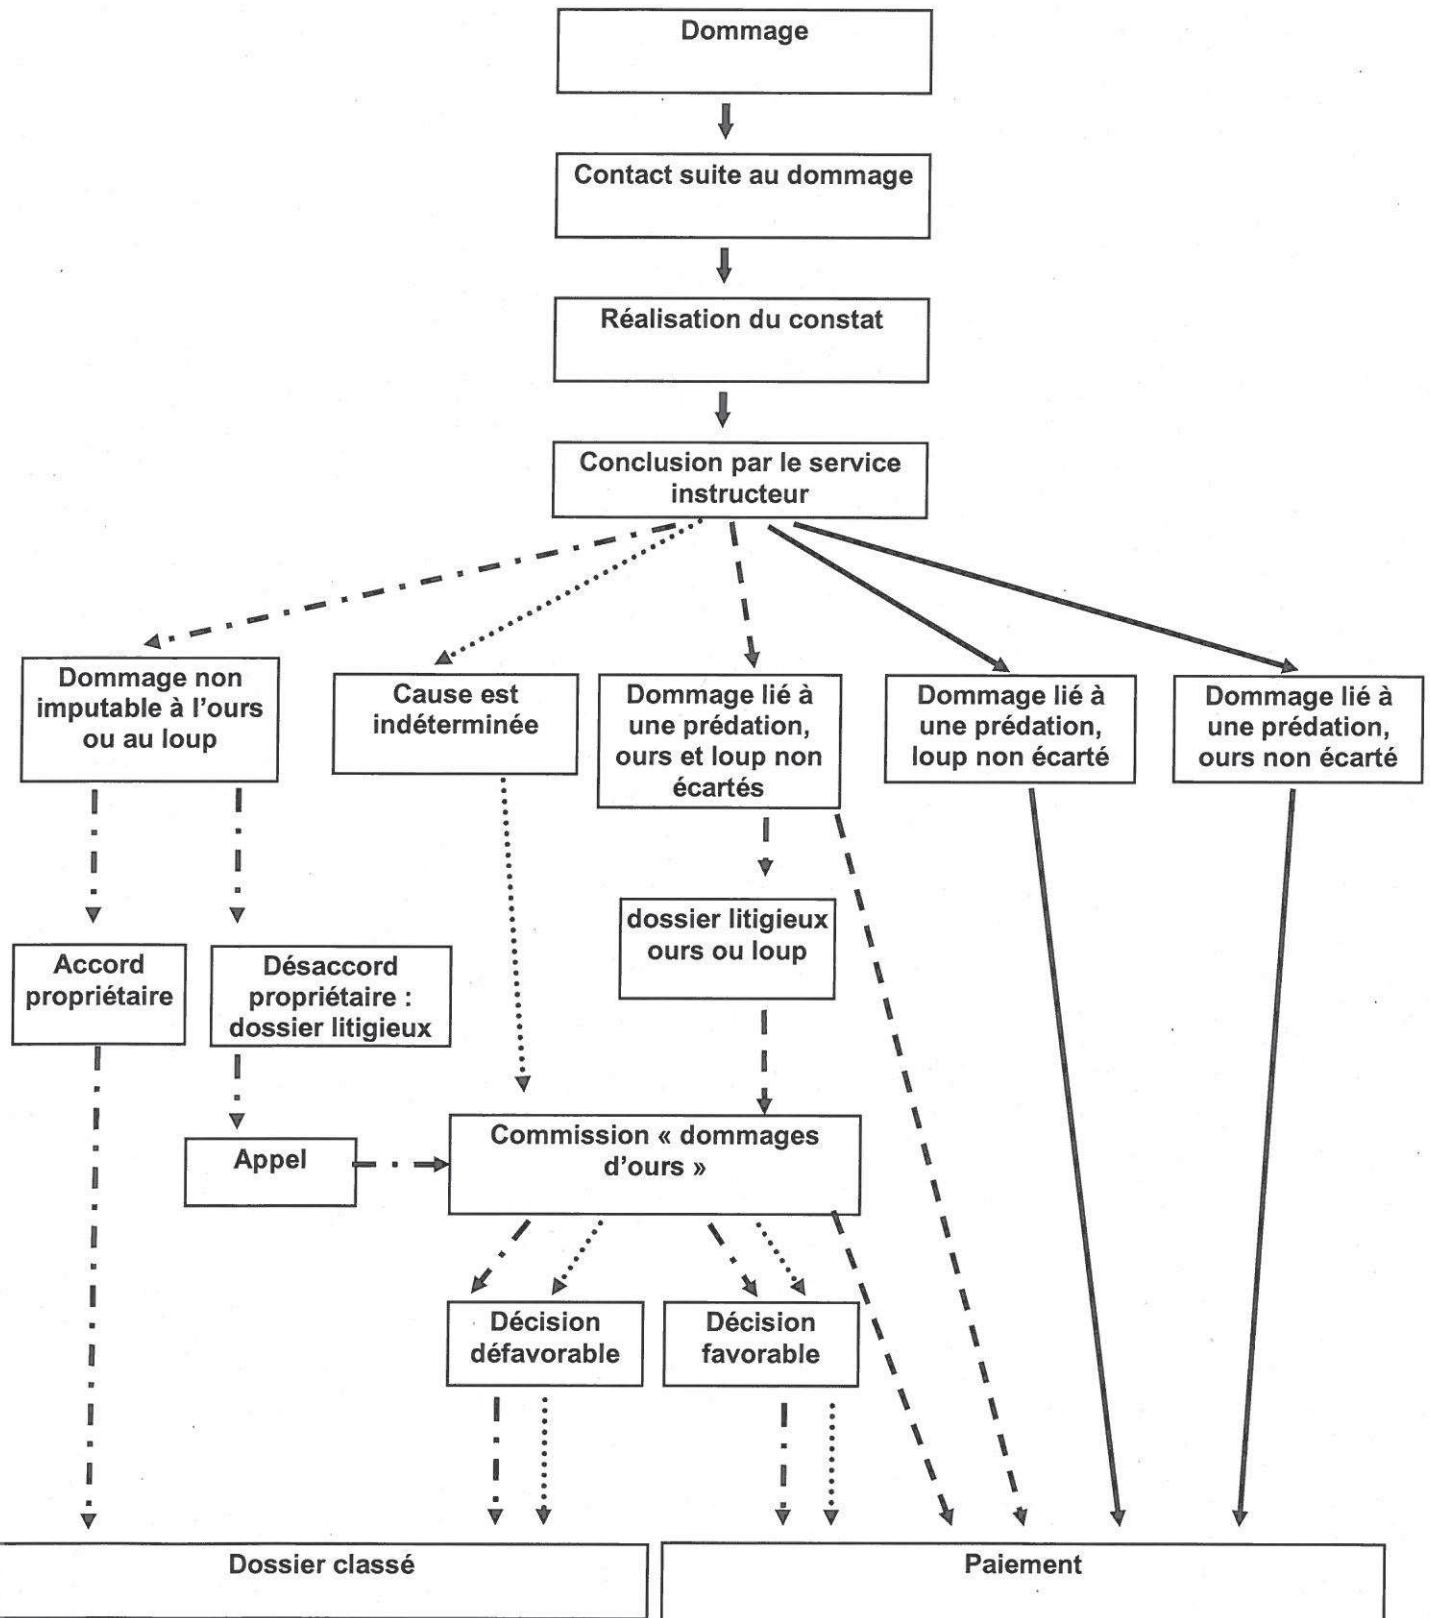 Dommage
Contact suite au dommage
Réalisation du constat
Conclusion par le service
instructeur
Dommage non
imputable à l'ours
ou au loup
Cause est
indéterminée
Dommage lié à
une prédation,
ours et loup non
écartés
Dommage lié à
une prédation,
loup non écarté
Dommage lié à
une prédation,
ours non écarté
dossier litigieux
ours ou loup
Accord
propriétaire
Désaccord
propriétaire :
dossier litigieux
Appel
Commission « dommages
d'ours »
Décision
défavorable
Décision
favorable
Dossier classé
Paiement